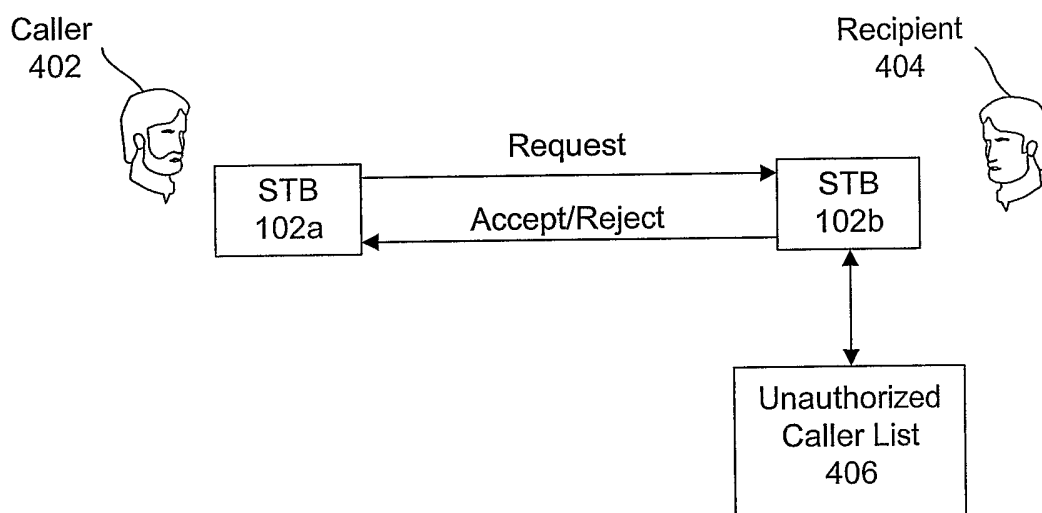 Caller
402
Recipient
404
Request
STB
102a
Accept/Reject
STB
102b
Unauthorized
Caller List
406